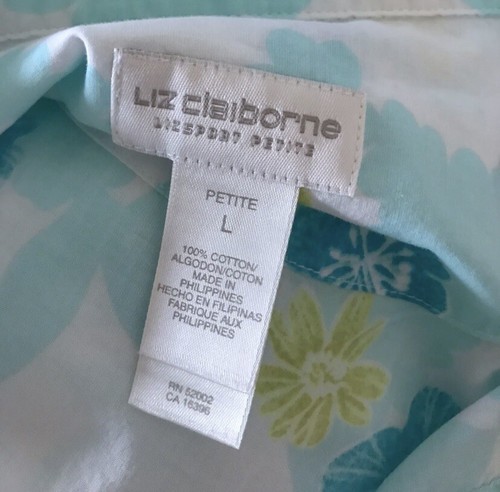 Liz claiborne
LIZSPORT PETITE
PETITE
L
100% COTTON/
ALGODON/COTON
MADE IN
PHILIPPINES
HECHO EN FILIPINAS
FABRIQUE AUX
PHILIPPINES
RN 52002
CA 16396